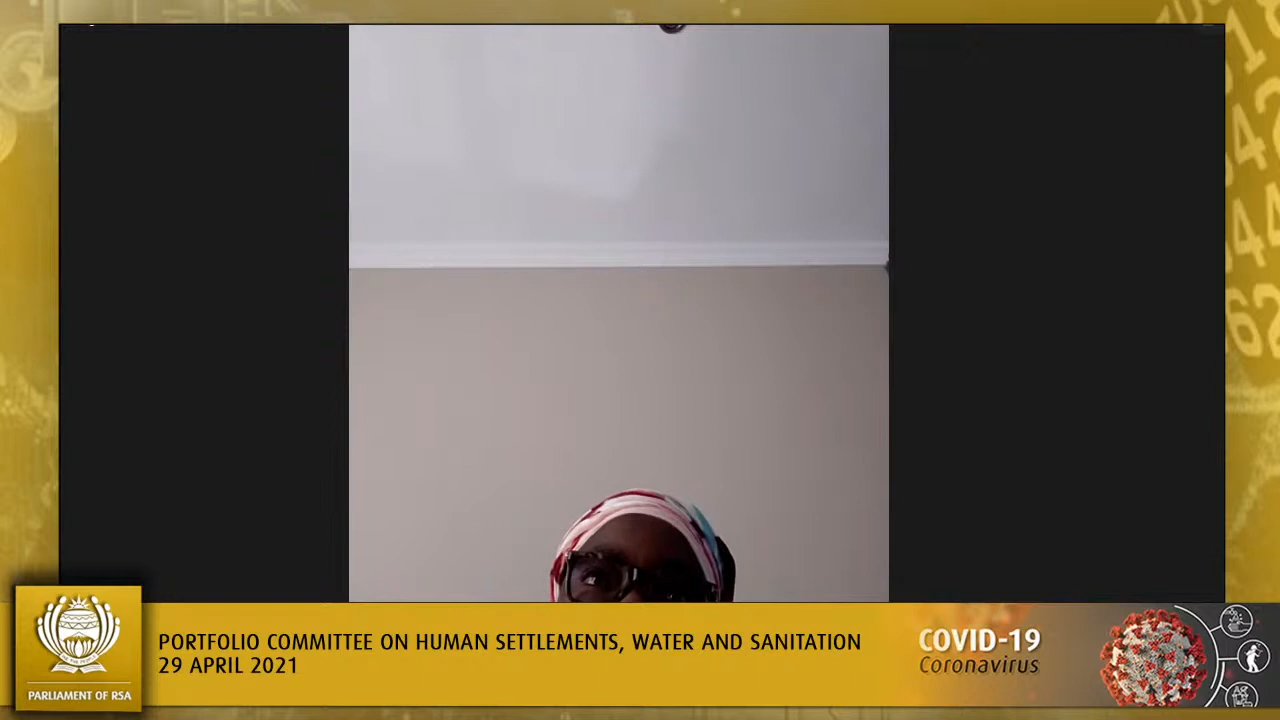 PORTFOLIO COMMITTEE ON HUMAN SETTLEMENTS, WATER AND SANITATION
29 APRIL 2021
PARLIAMENT OF RSA
COVID-19
Coronavirus